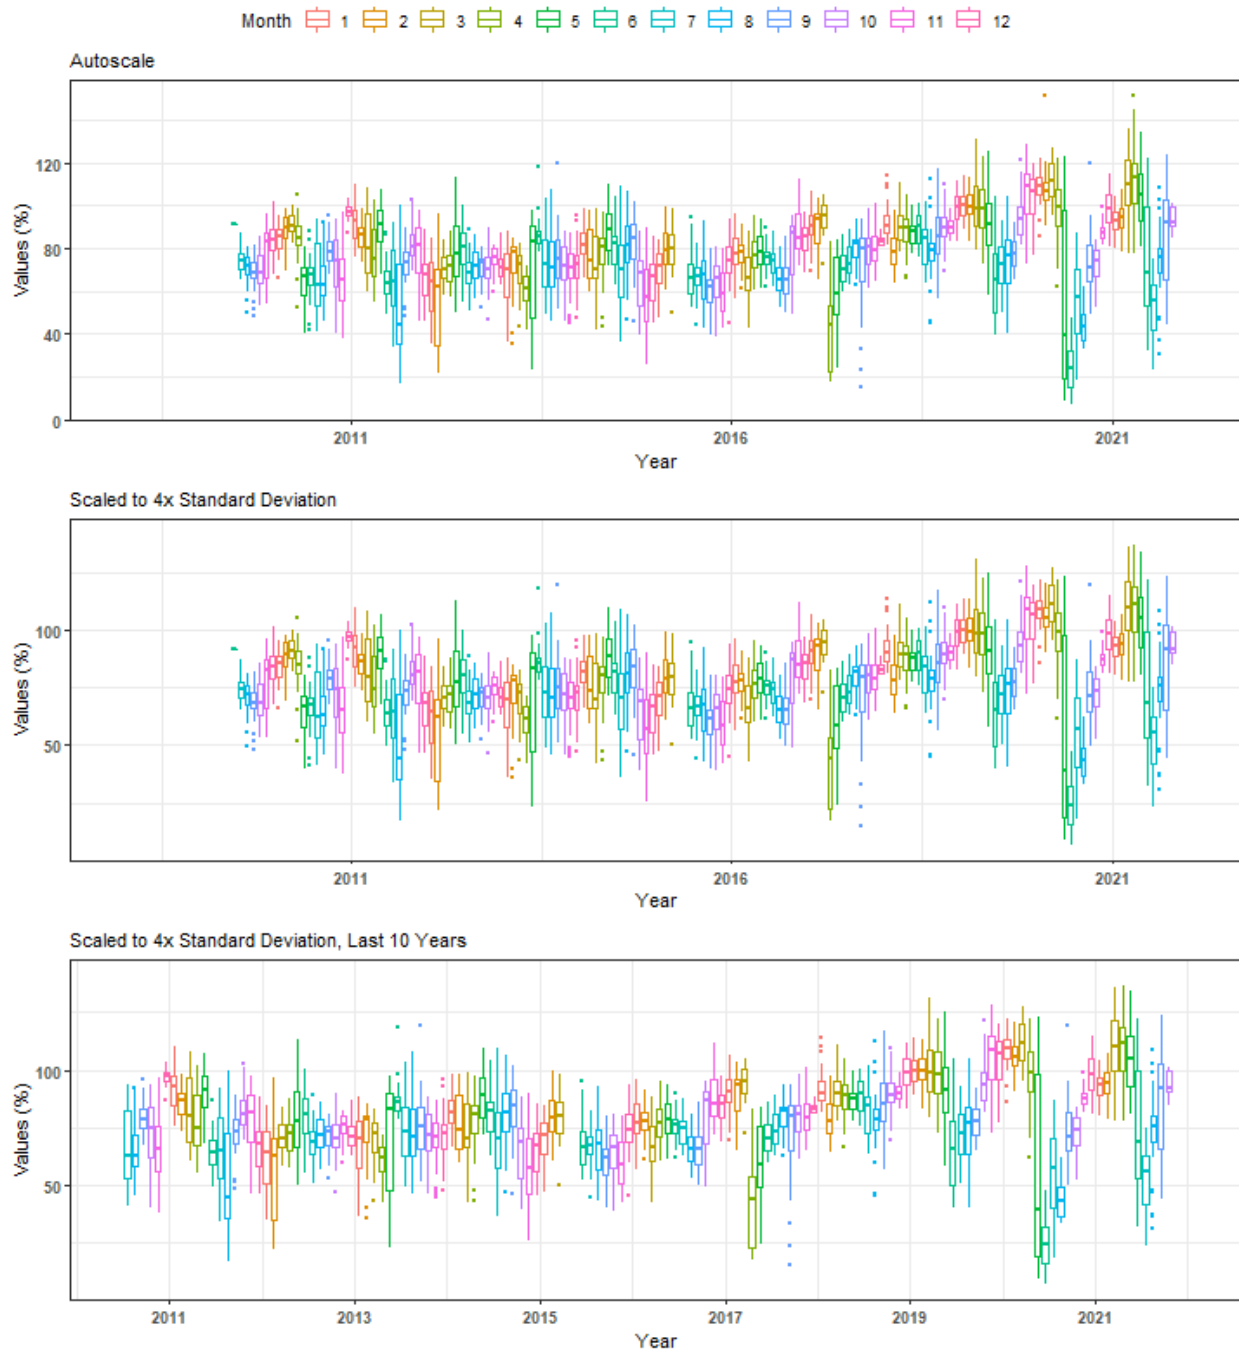 Month 1 2 3 4 5 6 7 8 9 10 11 12
Autoscale
Values (%)
120
80
40
0
2011 2016 2021
Year
Scaled to 4x Standard Deviation
Values (%)
100
50
2011 2016 2021
Year
Scaled to 4x Standard Deviation, Last 10 Years
Values (%)
100
50
2011 2013 2015 2017 2019 2021
Year